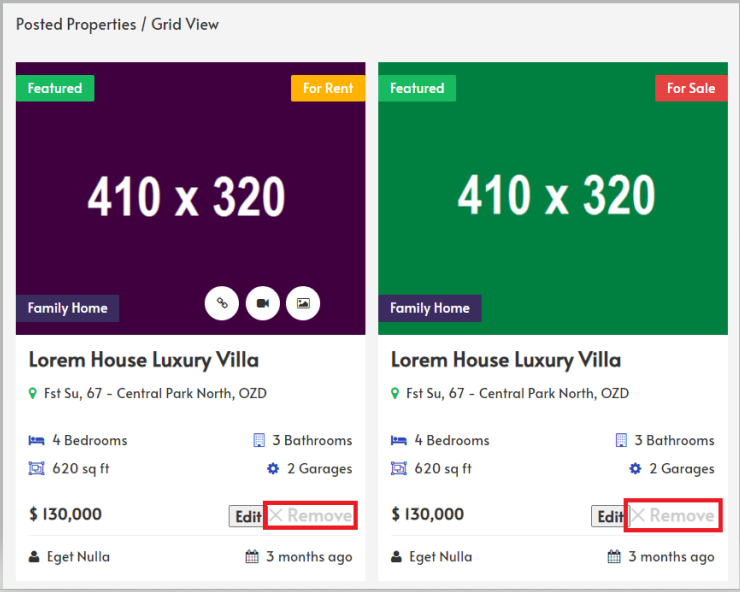 Posted Properties / Grid View
Featured For Rent
410 x 320
Family Home
Lorem House Luxury Villa
Fst Su, 67 - Central Park North, OZD
4 Bedrooms 3 Bathrooms
620 sq ft 2 Garages
$ 130,000 Edit Remove
Eget Nulla 3 months ago
Featured For Sale
410 x 320
Family Home
Lorem House Luxury Villa
Fst Su, 67 - Central Park North, OZD
4 Bedrooms 3 Bathrooms
620 sq ft 2 Garages
$ 130,000 Edit Remove
Eget Nulla 3 months ago